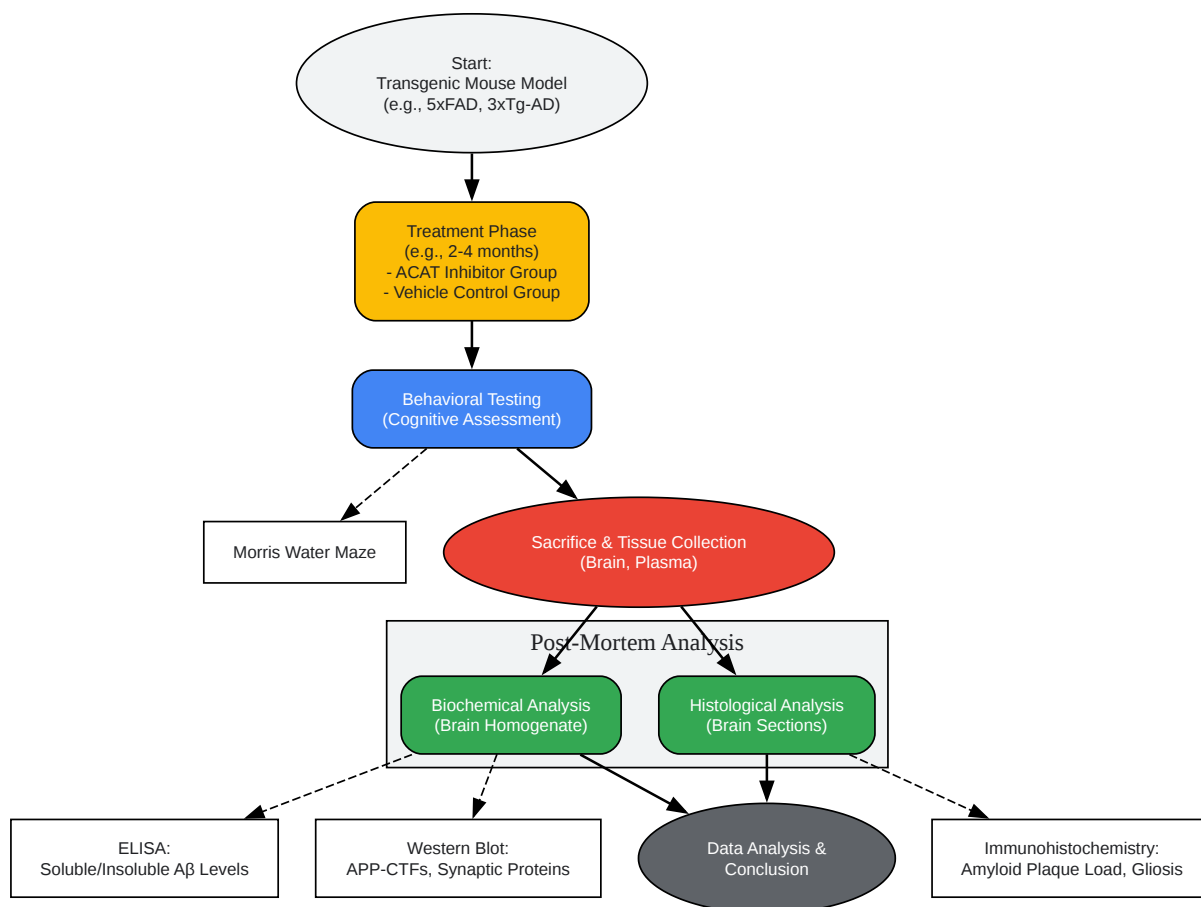 Start:
Transgenic Mouse Model
(e.g., 5xFAD, 3xTg-AD)
Treatment Phase
(e.g., 2-4 months)
- ACAT Inhibitor Group
- Vehicle Control Group
Behavioral Testing
(Cognitive Assessment)
Morris Water Maze
Sacrifice & Tissue Collection
(Brain, Plasma)
Post-Mortem Analysis
Biochemical Analysis
(Brain Homogenate)
Histological Analysis
(Brain Sections)
ELISA:
Soluble/Insoluble Aβ Levels
Western Blot:
APP-CTFs, Synaptic Proteins
Data Analysis &
Conclusion
Immunohistochemistry:
Amyloid Plaque Load, Gliosis